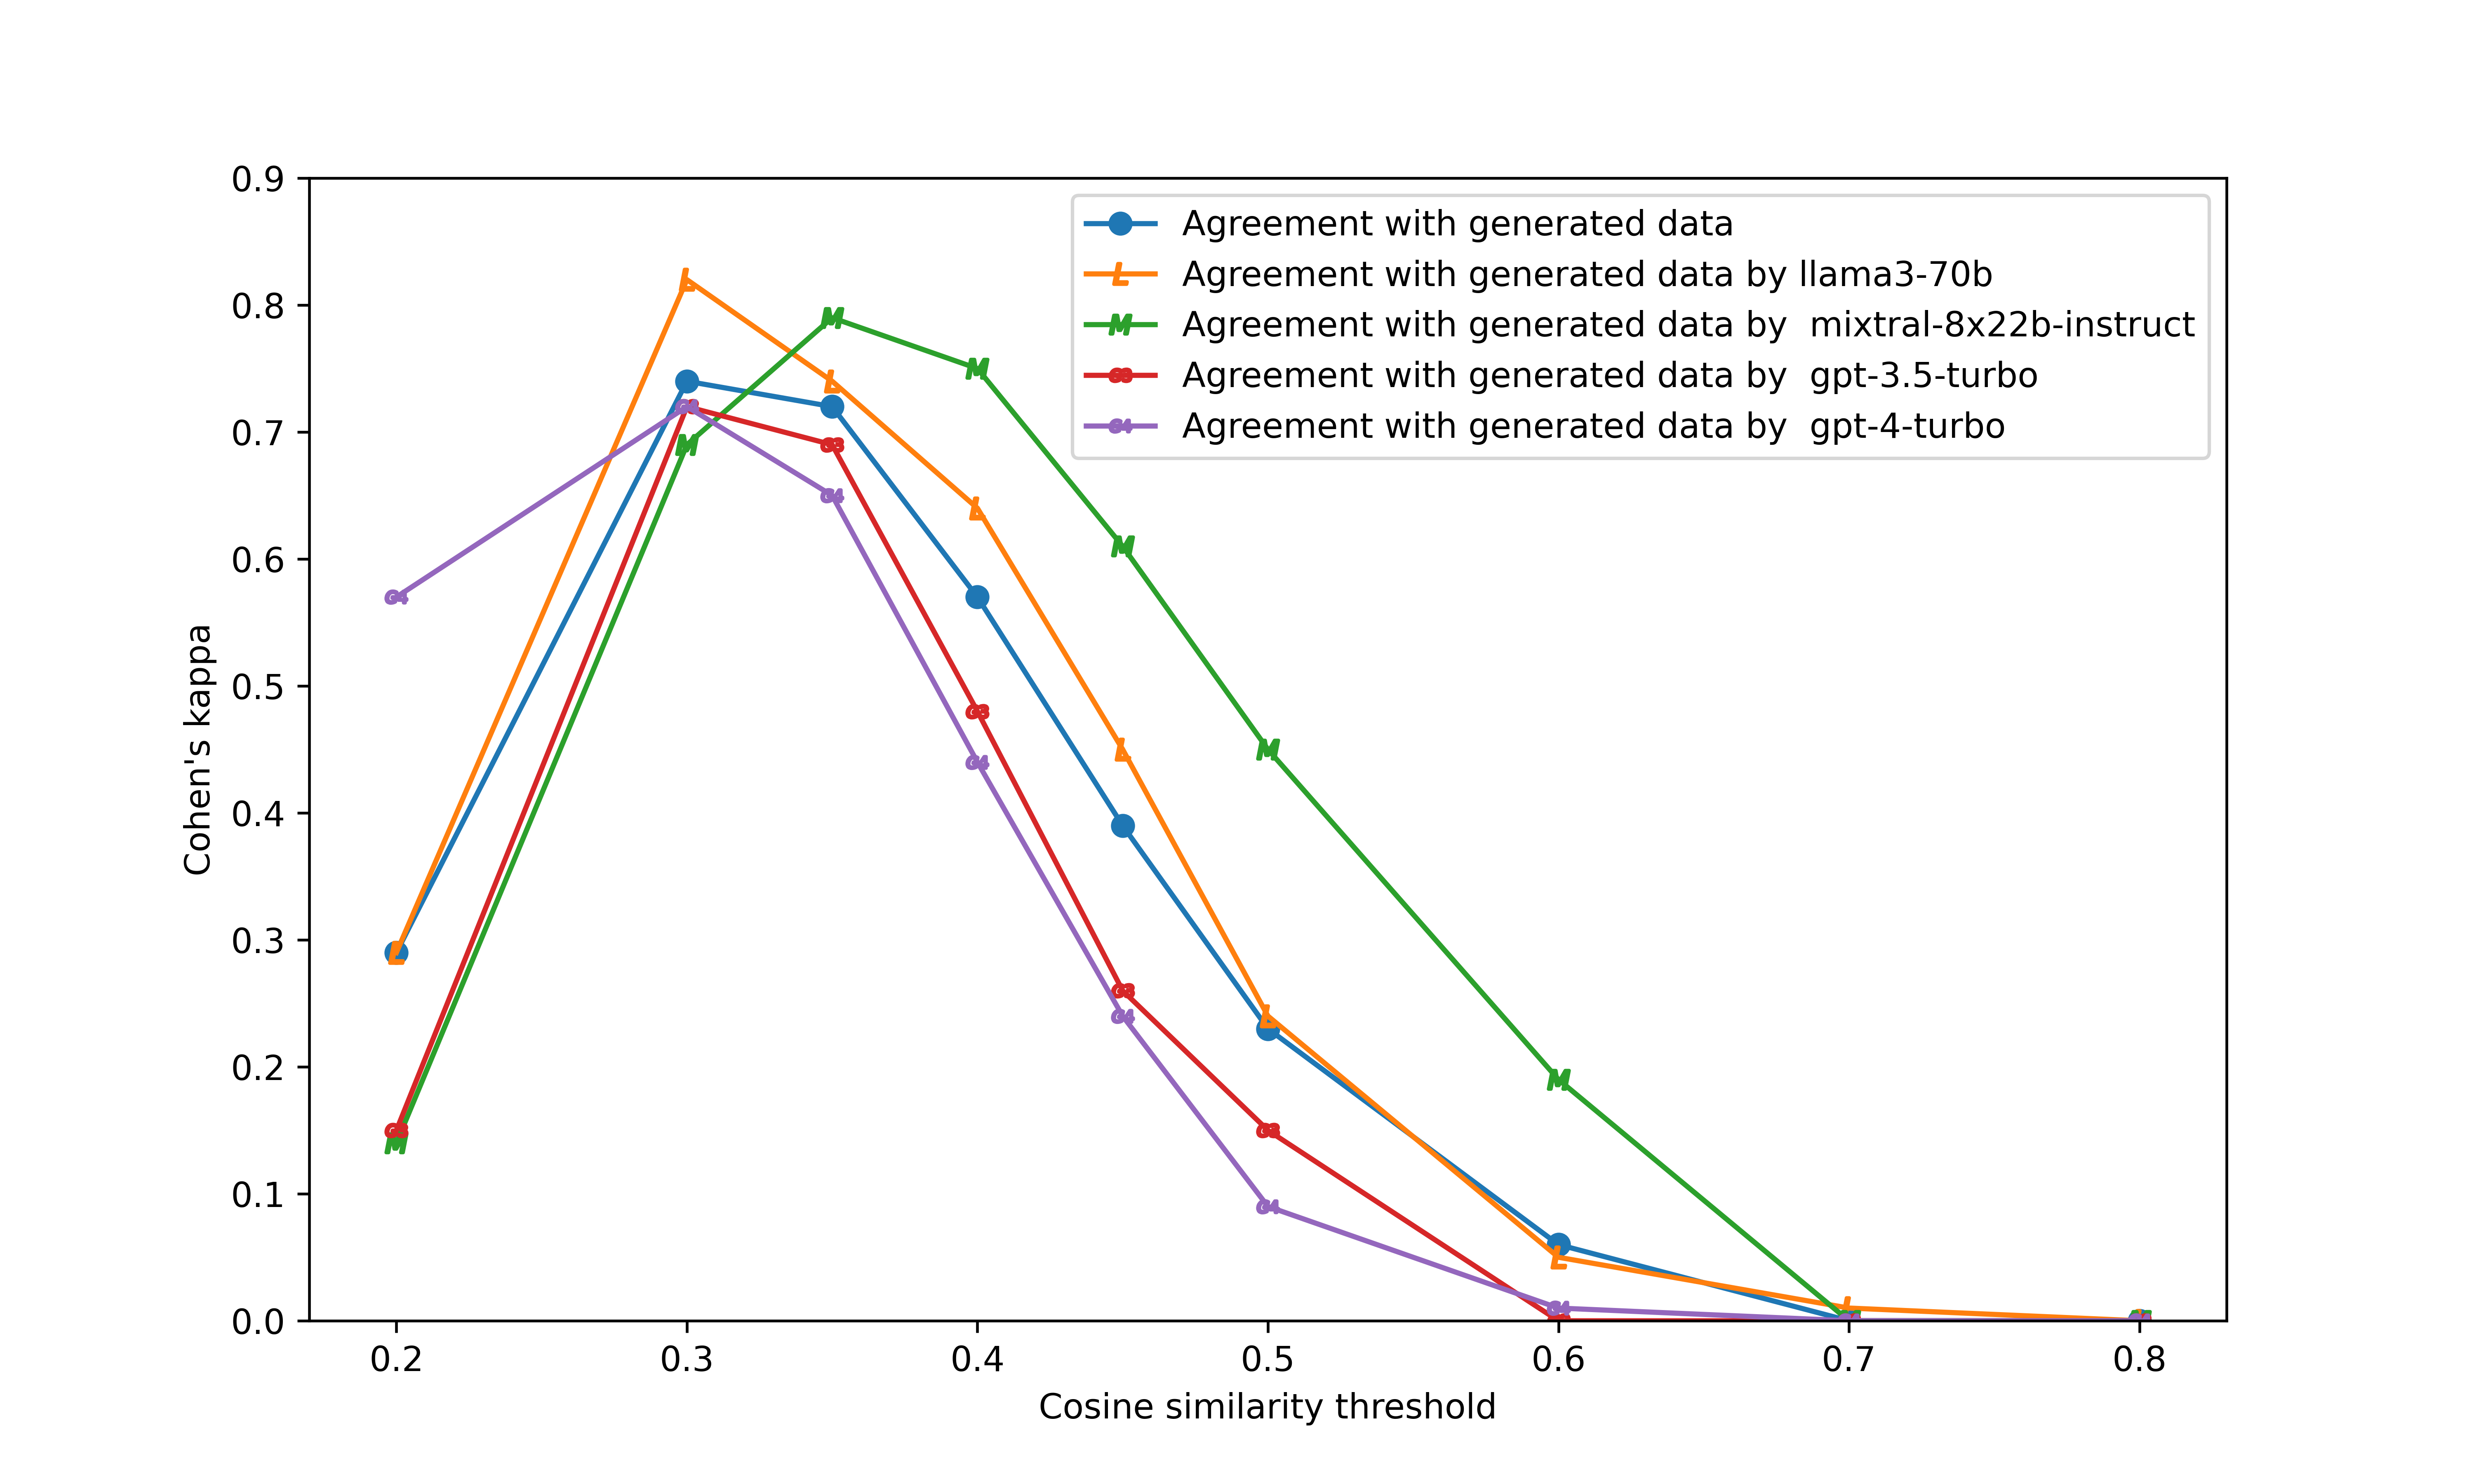 0.9
0.8
0.7
0.6
0.5
0.4
0.3
0.2
0.1
0.0
Cohen's kappa
Agreement with generated data
Agreement with generated data by llama3-70b
Agreement with generated data by  mixtral-8x22b-instruct
Agreement with generated data by  gpt-3.5-turbo
Agreement with generated data by  gpt-4-turbo
0.2 0.3 0.4 0.5 0.6 0.7 0.8
Cosine similarity threshold